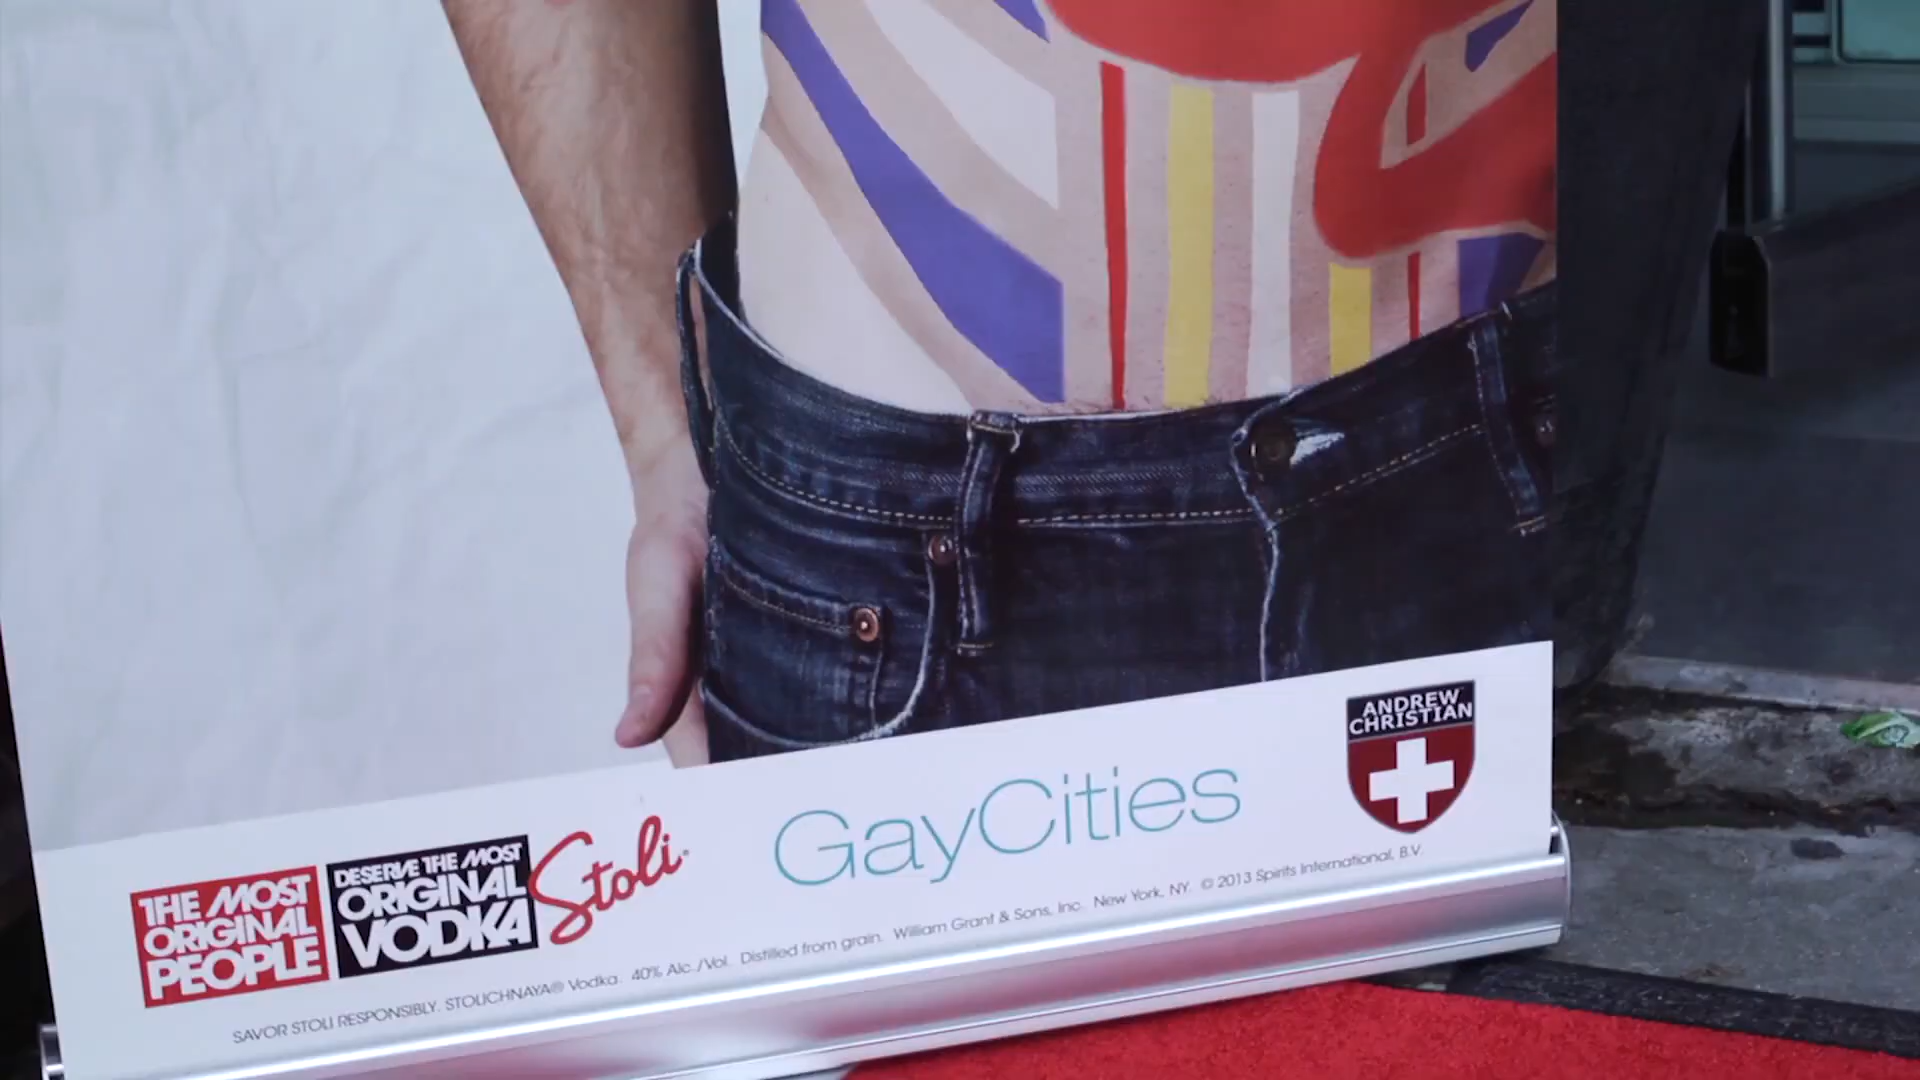 THE MOST
ORIGINAL
PEOPLE
DESERVE THE MOST
ORIGINAL
VODKA
Stoli®
GayCities
ANDREW
CHRISTIAN
SAVOR STOLI RESPONSIBLY. STOLICHNAYA® Vodka. 40% Alc./Vol. Distilled from grain. William Grant & Sons, Inc. New York, NY. © 2013 Spirits International, B.V.